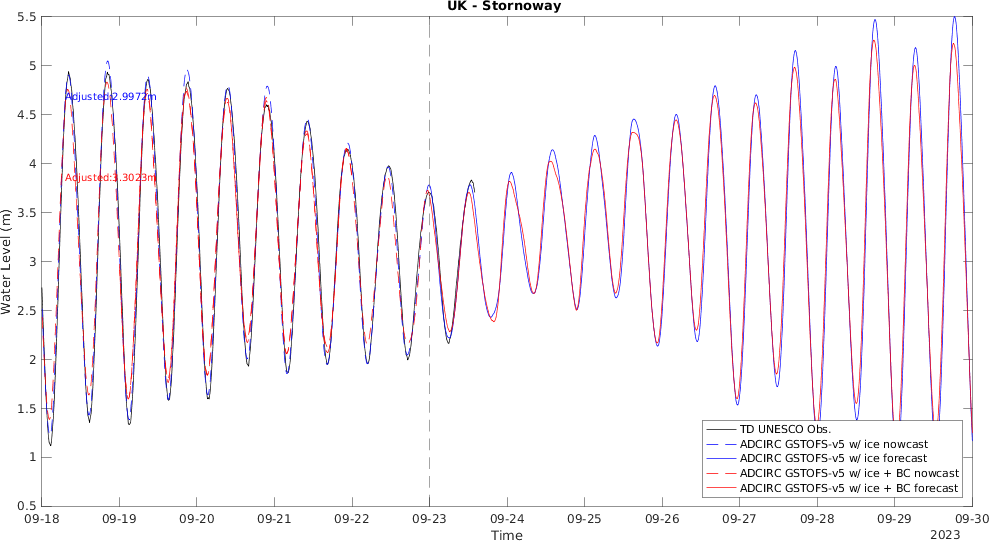 UK - Stornoway
5.5
5
4.5
4
3.5
3
2.5
2
1.5
1
0.5
Water Level (m)
Adjusted:2.9972m
Adjusted:3.3023m
TD UNESCO Obs.
ADCIRC GSTOFS-v5 w/ ice nowcast
ADCIRC GSTOFS-v5 w/ ice forecast
ADCIRC GSTOFS-v5 w/ ice + BC nowcast
ADCIRC GSTOFS-v5 w/ ice + BC forecast
09-18 09-19 09-20 09-21 09-22 09-23 09-24 09-25 09-26 09-27 09-28 09-29 09-30
Time
2023